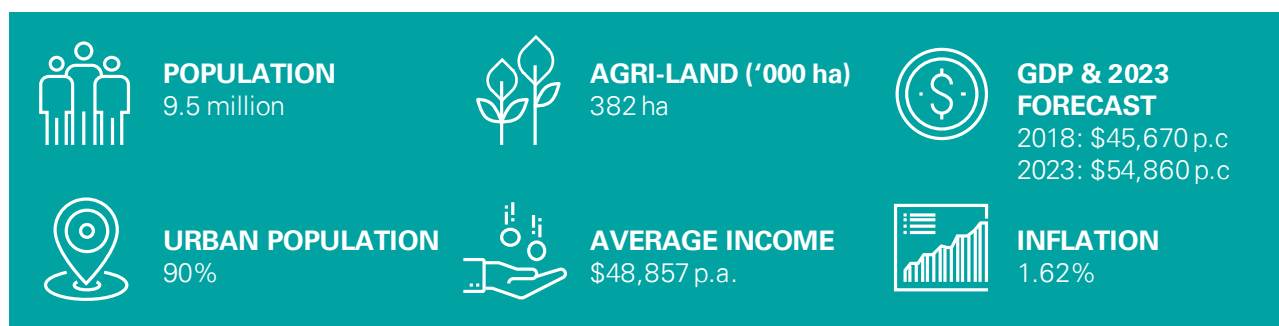 POPULATION
9.5 million
AGRI-LAND (‘000 ha)
382 ha
GDP & 2023
FORECAST
2018: $45,670 p.c
2023: $54,860 p.c
URBAN POPULATION
90%
AVERAGE INCOME
$48,857 p.a.
INFLATION
1.62%